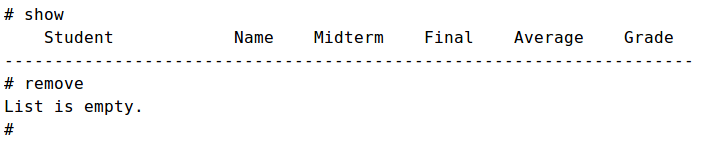 # show
    Student            Name    Midterm    Final    Average    Grade
---------------------------------------------------------------------
# remove
List is empty.
#